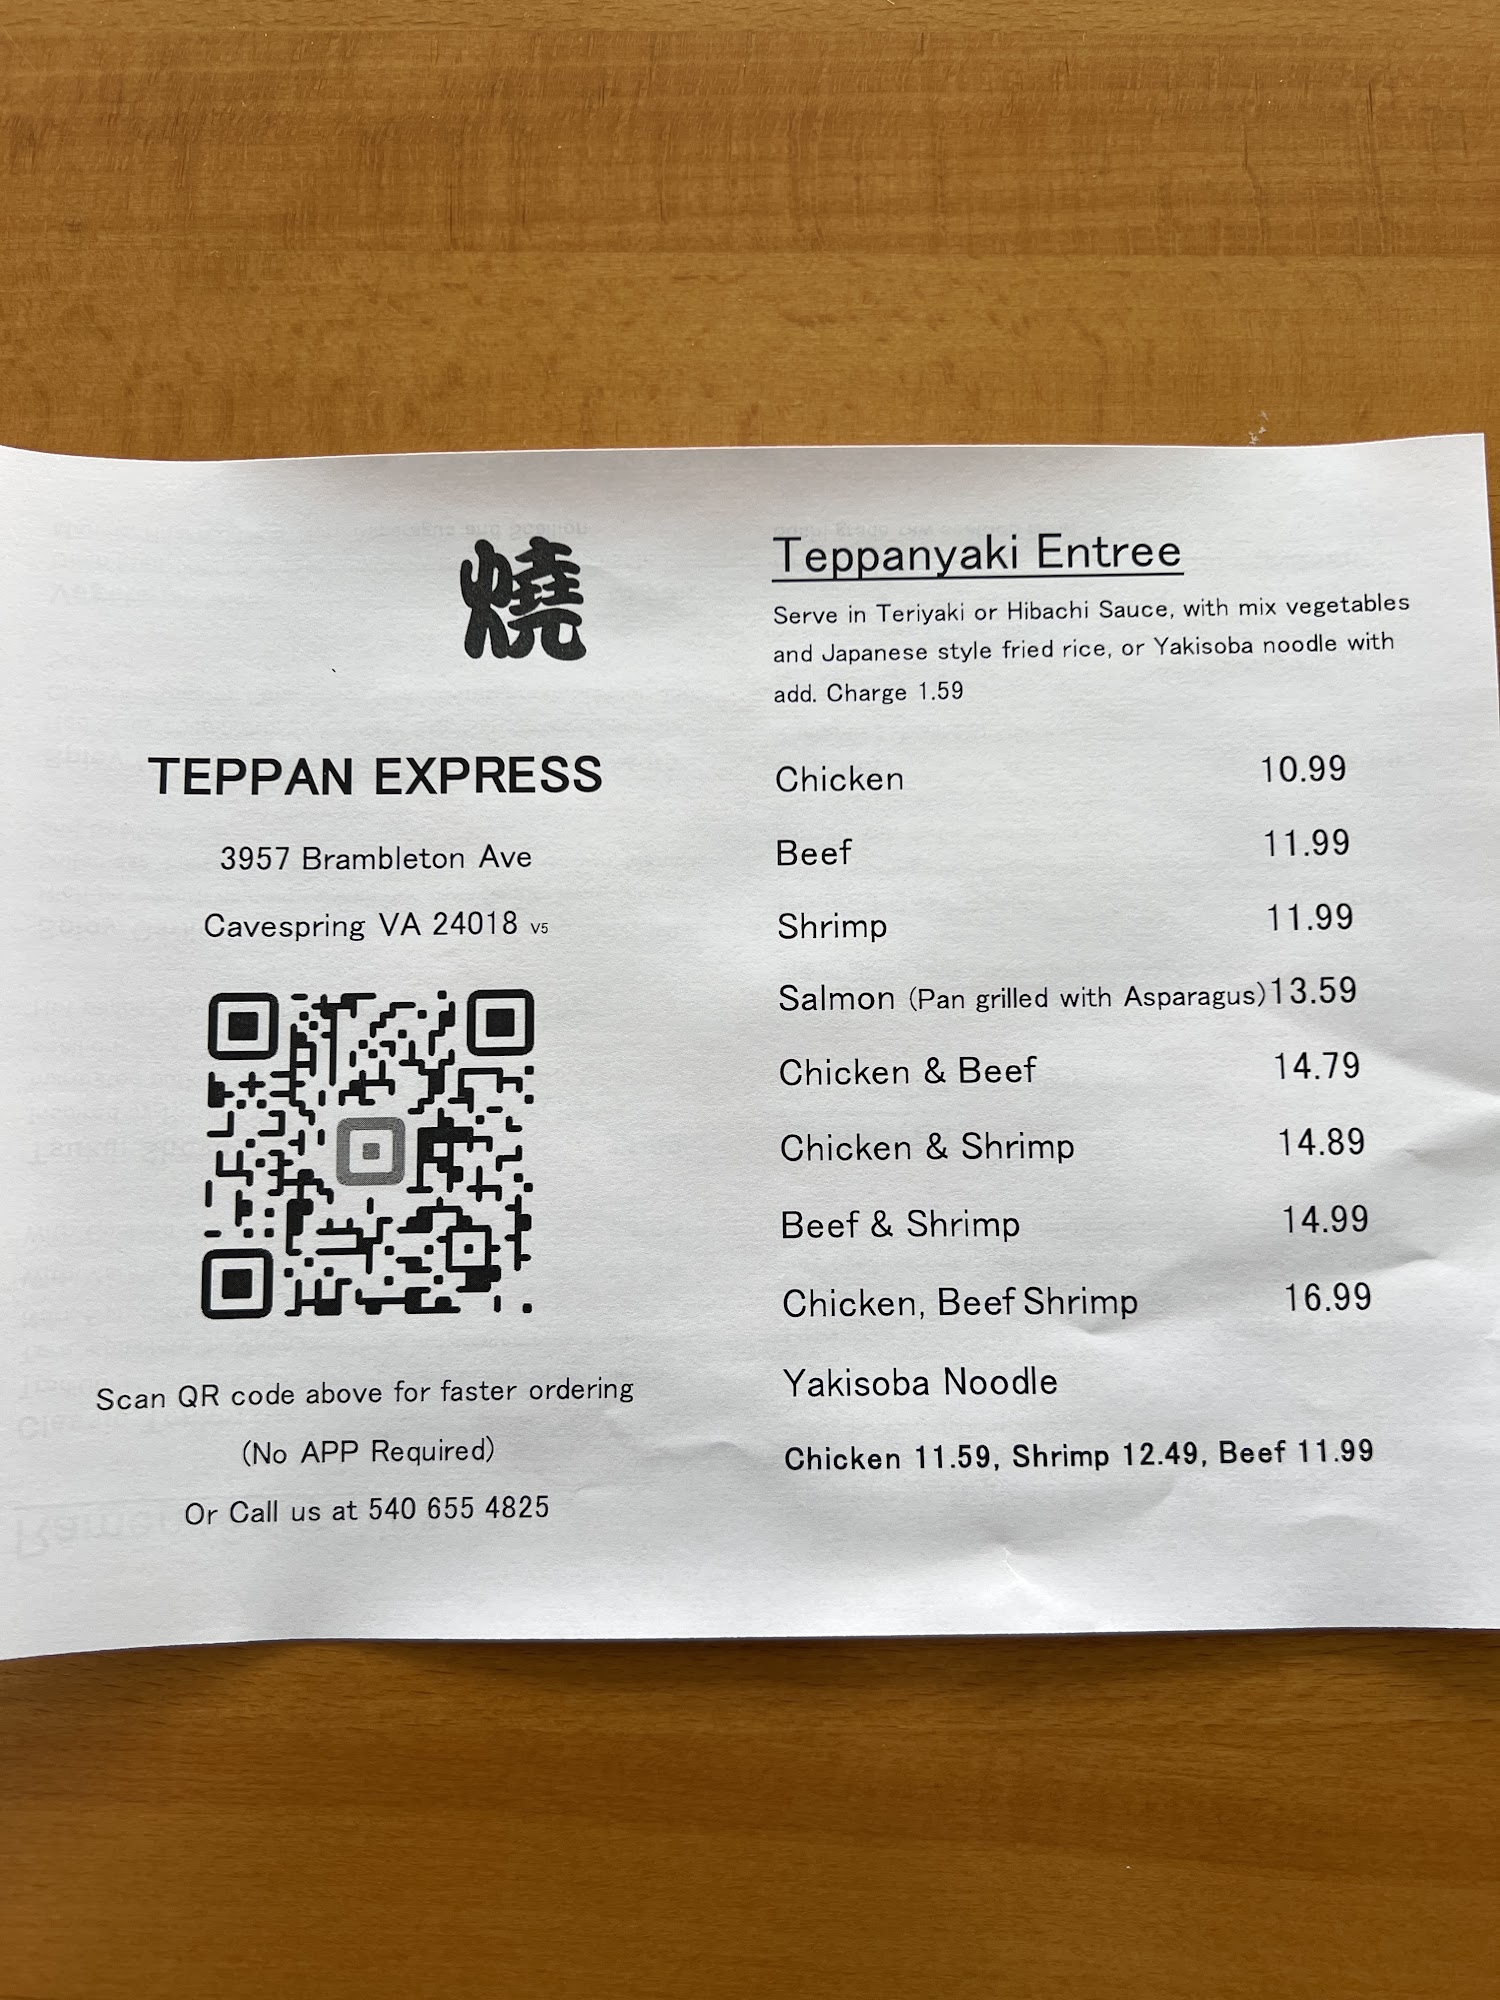 燒
TEPPAN EXPRESS
3957 Brambleton Ave
Cavespring VA 24018 V5
Scan QR code above for faster ordering
(No APP Required)
Or Call us at 540 655 4825
Teppanyaki Entree
Serve in Teriyaki or Hibachi Sauce, with mix vegetables
and Japanese style fried rice, or Yakisoba noodle with
add. Charge 1.59
Chicken 10.99
Beef 11.99
Shrimp 11.99
Salmon (Pan grilled with Asparagus) 13.59
Chicken & Beef 14.79
Chicken & Shrimp 14.89
Beef & Shrimp 14.99
Chicken, Beef Shrimp 16.99
Yakisoba Noodle
Chicken 11.59, Shrimp 12.49, Beef 11.99